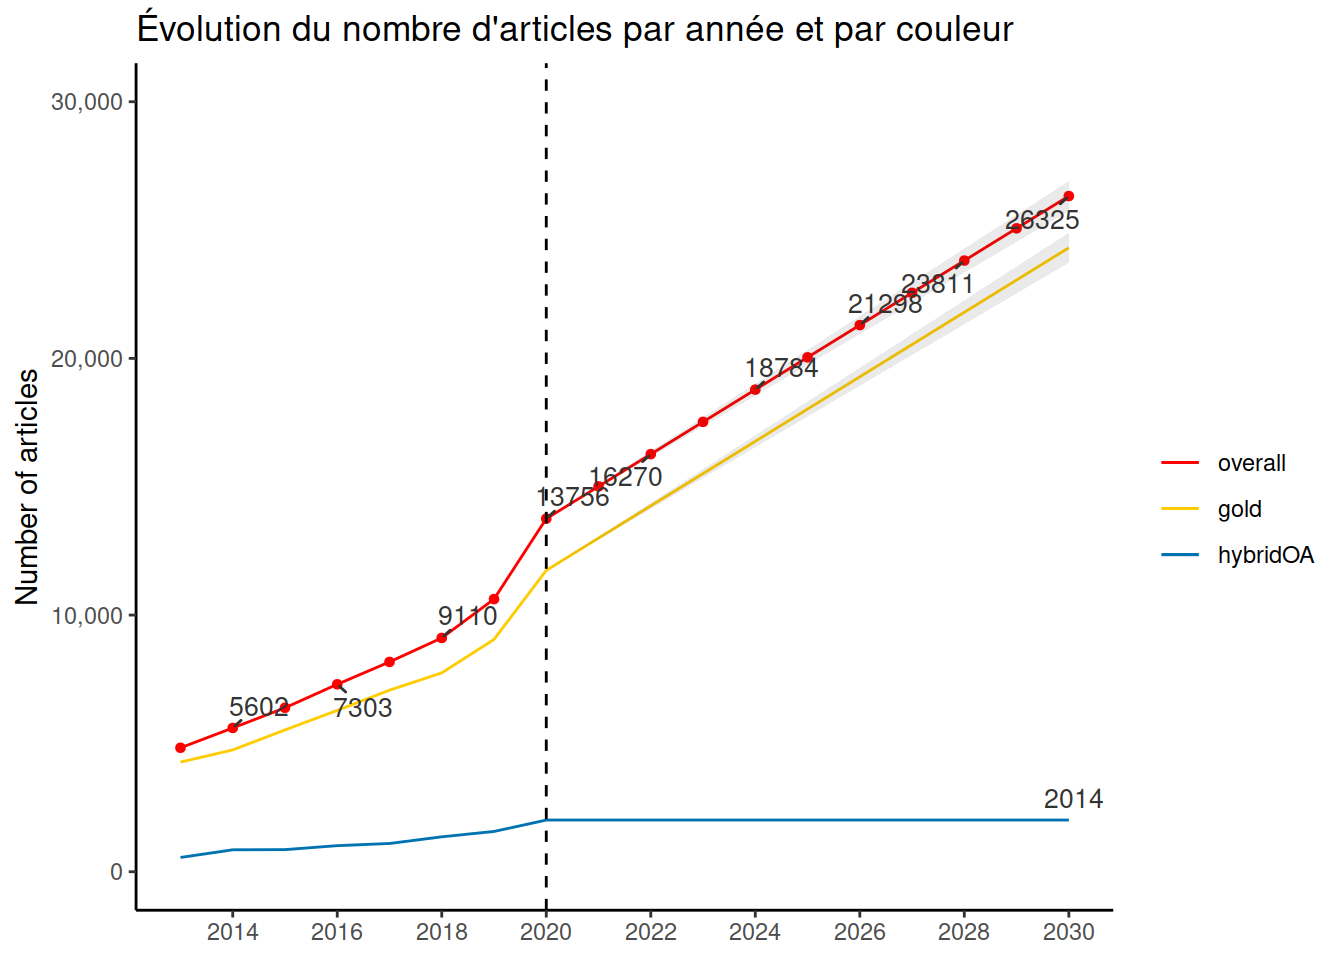 Évolution du nombre d'articles par année et par couleur
Number of articles
30,000
20,000
10,000
0
26325
23811
21298
18784
16270
13756
9110
5602
7303
2014
overall
gold
hybridOA
2014 2016 2018 2020 2022 2024 2026 2028 2030